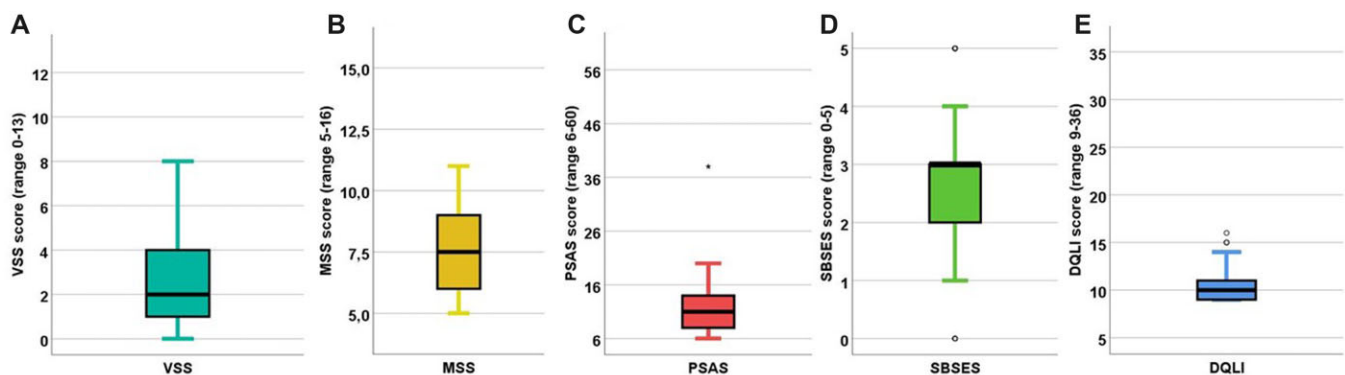 A
VSS score (range 0-13)
12
10
8
6
4
2
0
VSS
B
MSS score (range 5-16)
15,0
12,5
10,0
7,5
5,0
MSS
C
PSAS score (range 6-60)
56
46
36
26
16
6
PSAS
D
SBSES score (range 0-5)
5
4
3
2
1
0
SBSES
E
DQLI score (range 9-36)
35
30
25
20
15
10
5
DQLI